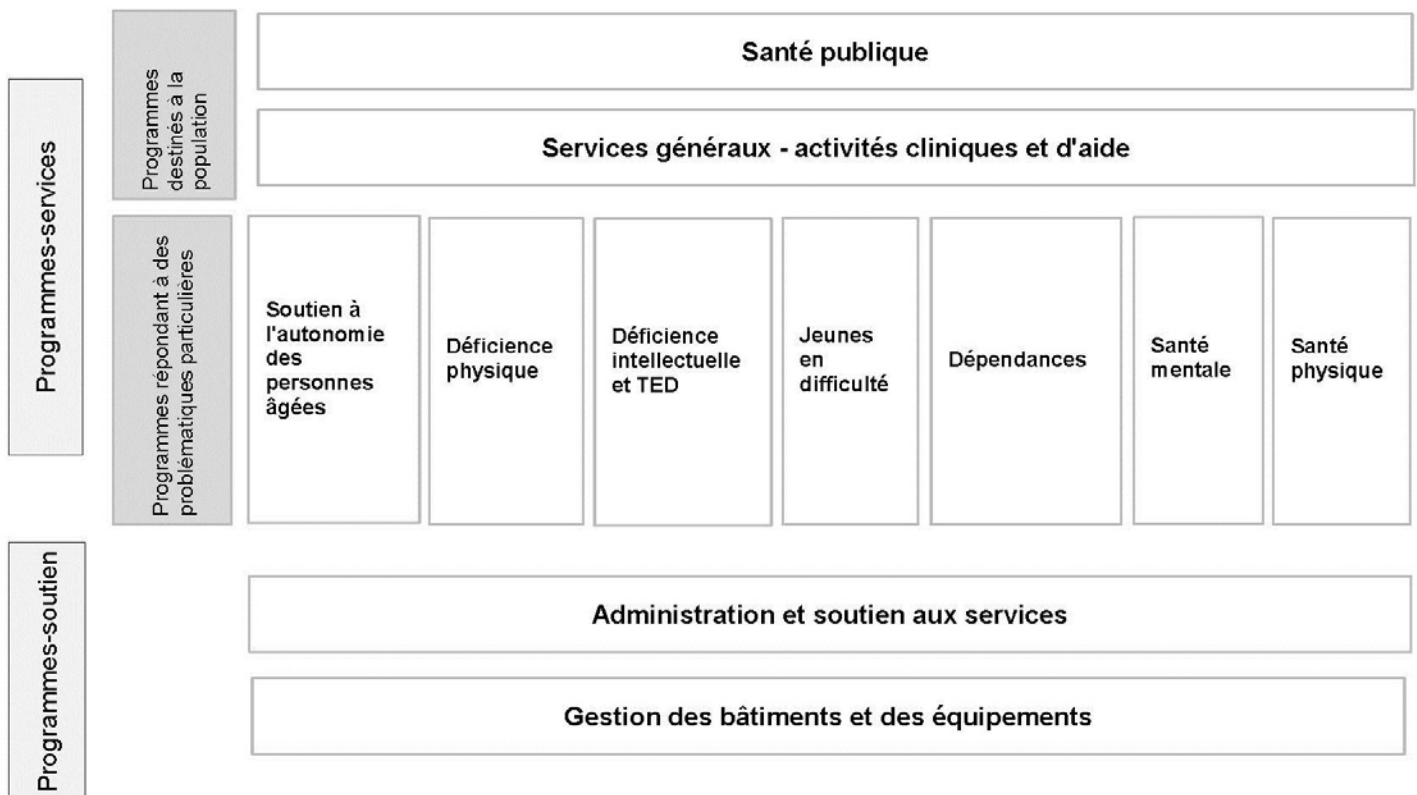 Programmes-services
Programmes
destinés à la
population
Santé publique
Services généraux - activités cliniques et d'aide
Programmes répondant à des
problématiques particulières
Soutien à
l'autonomie
des
personnes
âgées
Déficience
physique
Déficience
intellectuelle
et TED
Jeunes
en
difficulté
Dépendances
Santé
mentale
Santé
physique
Programmes-soutien
Administration et soutien aux services
Gestion des bâtiments et des équipements